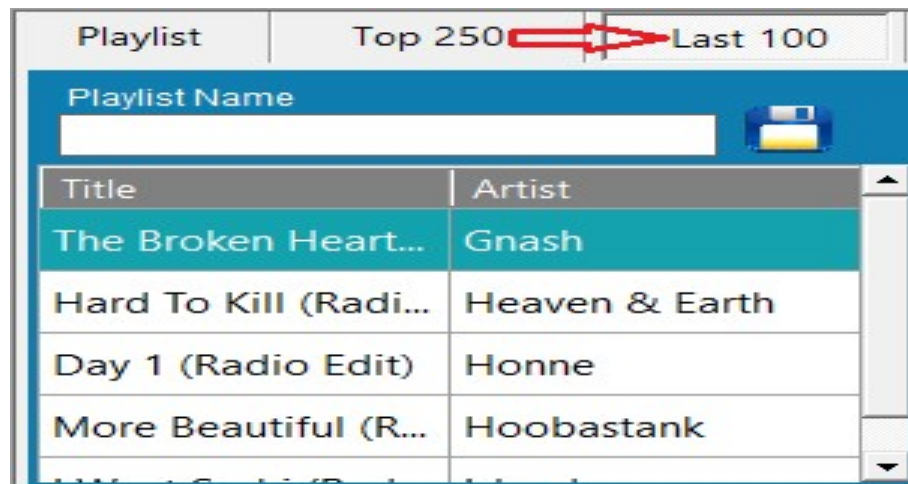 Playlist Top 250 Last 100
Playlist Name
Title Artist
The Broken Heart... Gnash
Hard To Kill (Radi... Heaven & Earth
Day 1 (Radio Edit) Honne
More Beautiful (R... Hoobastank